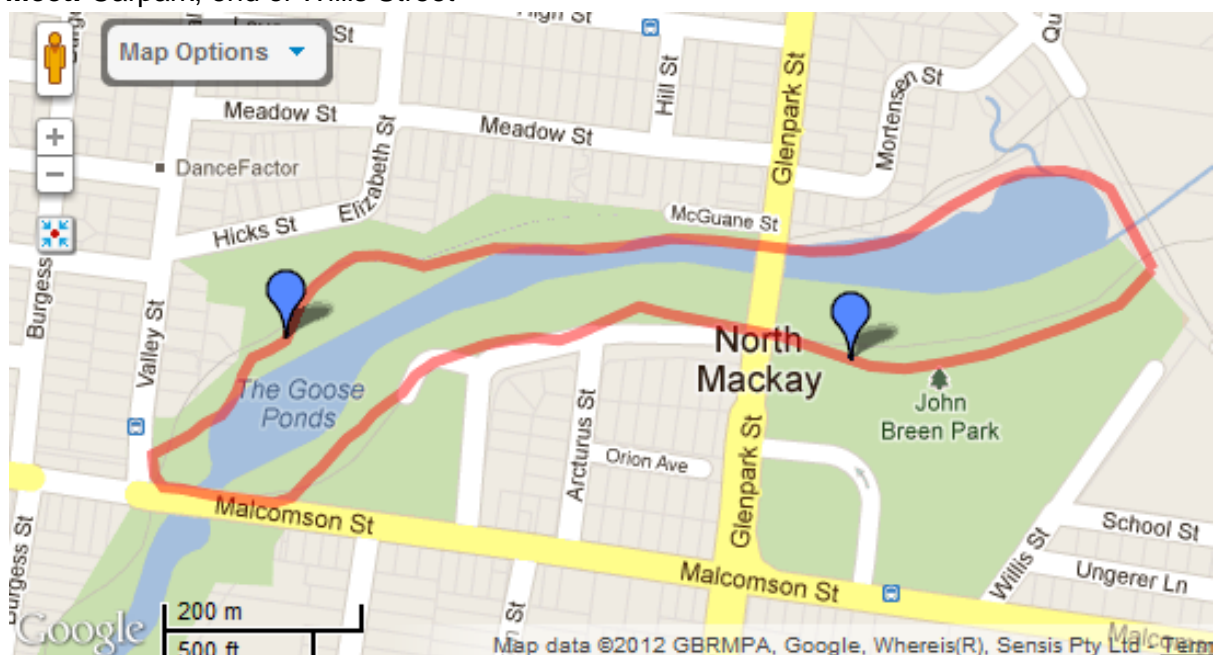 Carpark, end of Willis Street
High St
St
Map Options
Hill St
Glenpark St
Mortensen St
Qu
Meadow St
Meadow St
DanceFactor
Elizabeth St
McGuane St
Hicks St
Burgess
Valley St
North
Mackay
The Goose
Ponds
John
Breen Park
Arcturus St
Orion Ave
Glenpark St
Malcomson St
School St
Willis St
Ungerer Ln
Burgess St
Malcomson St
200 m
500 ft
Google
St
Map data ©2012 GBRMPA, Google, Whereis(R), Sensis Pty Ltd - Term